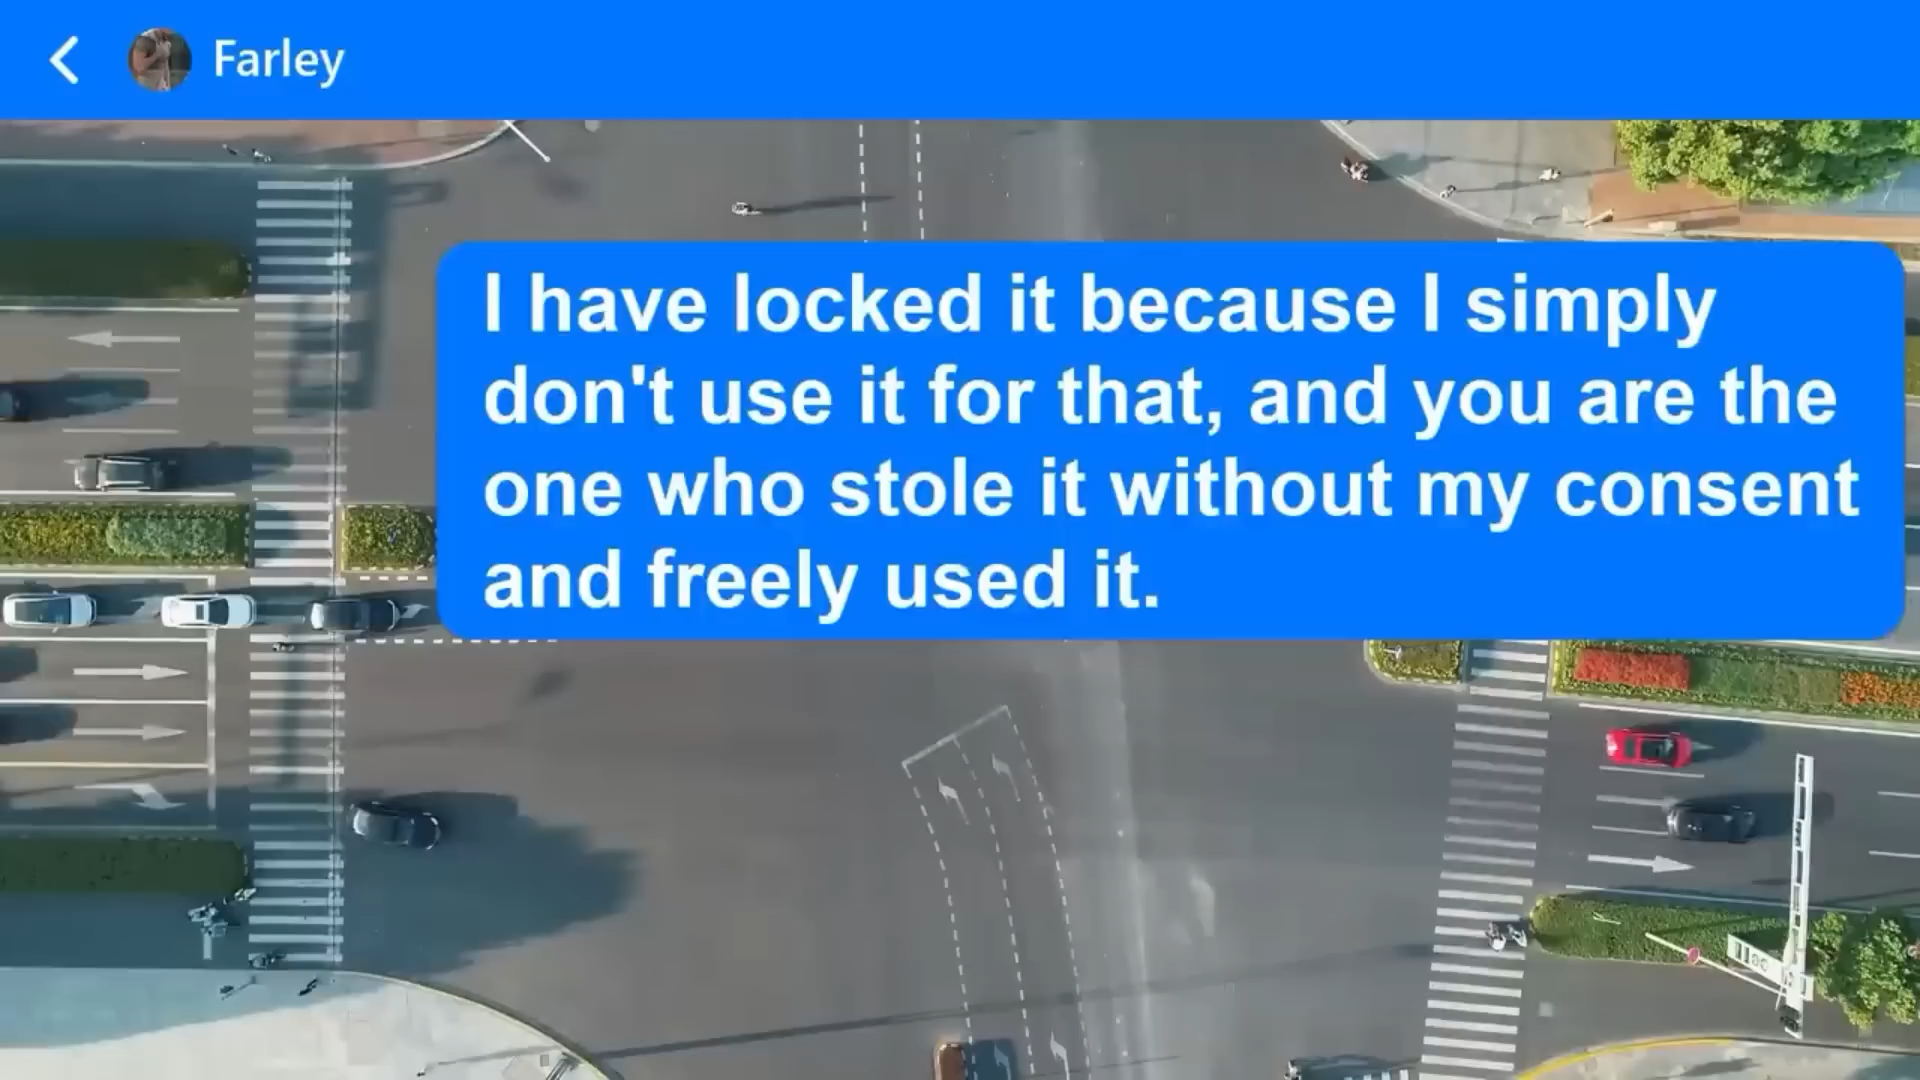 Farley
I have locked it because I simply
don't use it for that, and you are the
one who stole it without my consent
and freely used it.